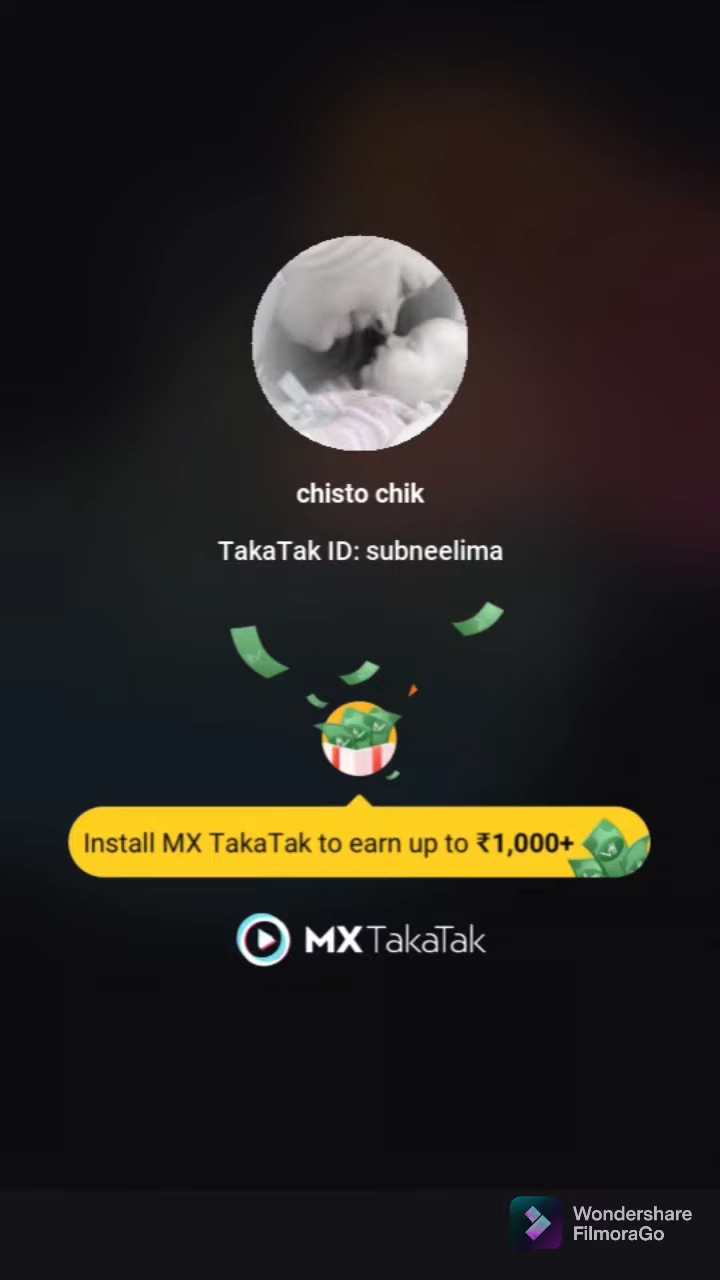 chisto chik
TakaTak ID: subneelima
Install MX TakaTak to earn up to ₹1,000+
MX TakaTak
Wondershare
FilmoraGo